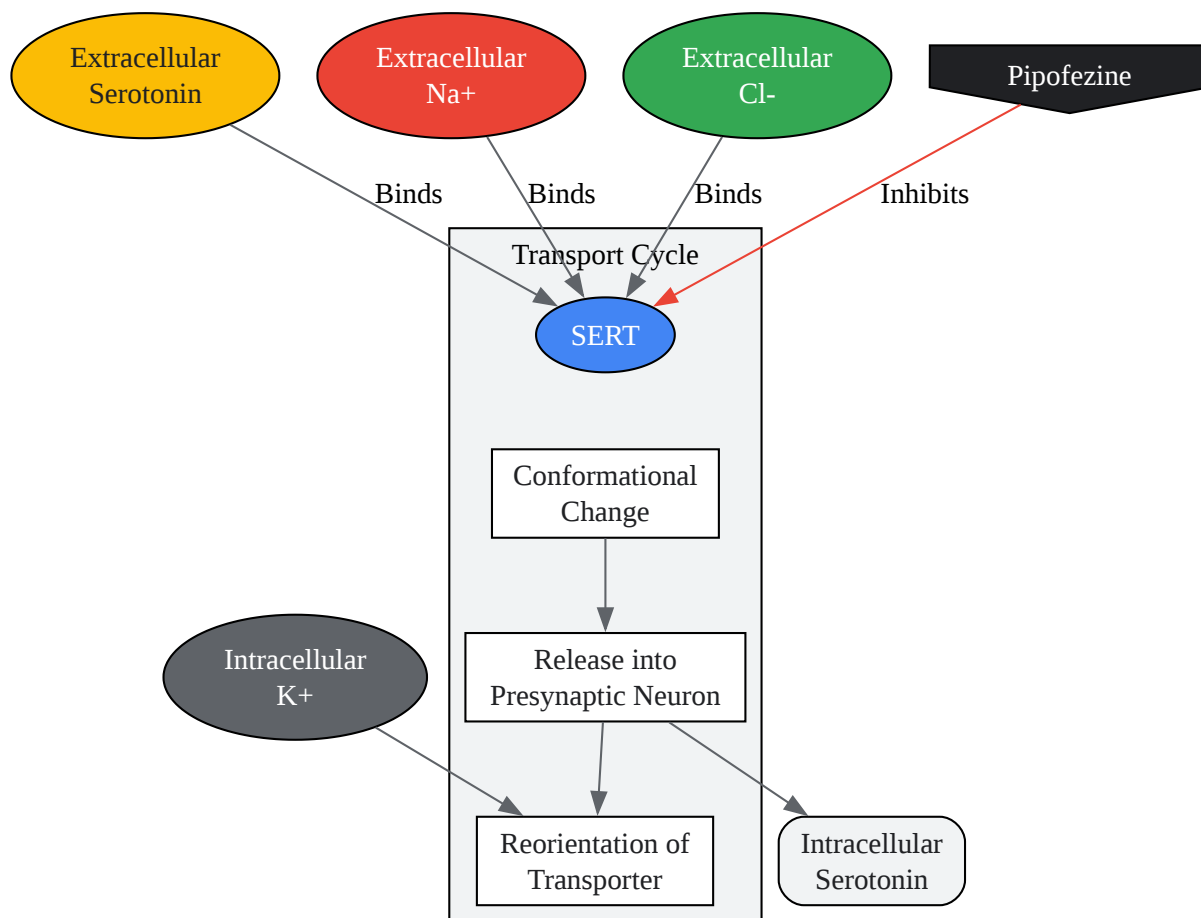 Extracellular
Serotonin
Extracellular
Na+
Extracellular
Cl-
Pipofezine
Binds
Binds
Binds
Inhibits
Transport Cycle
SERT
Conformational
Change
Intracellular
K+
Release into
Presynaptic Neuron
Reorientation of
Transporter
Intracellular
Serotonin